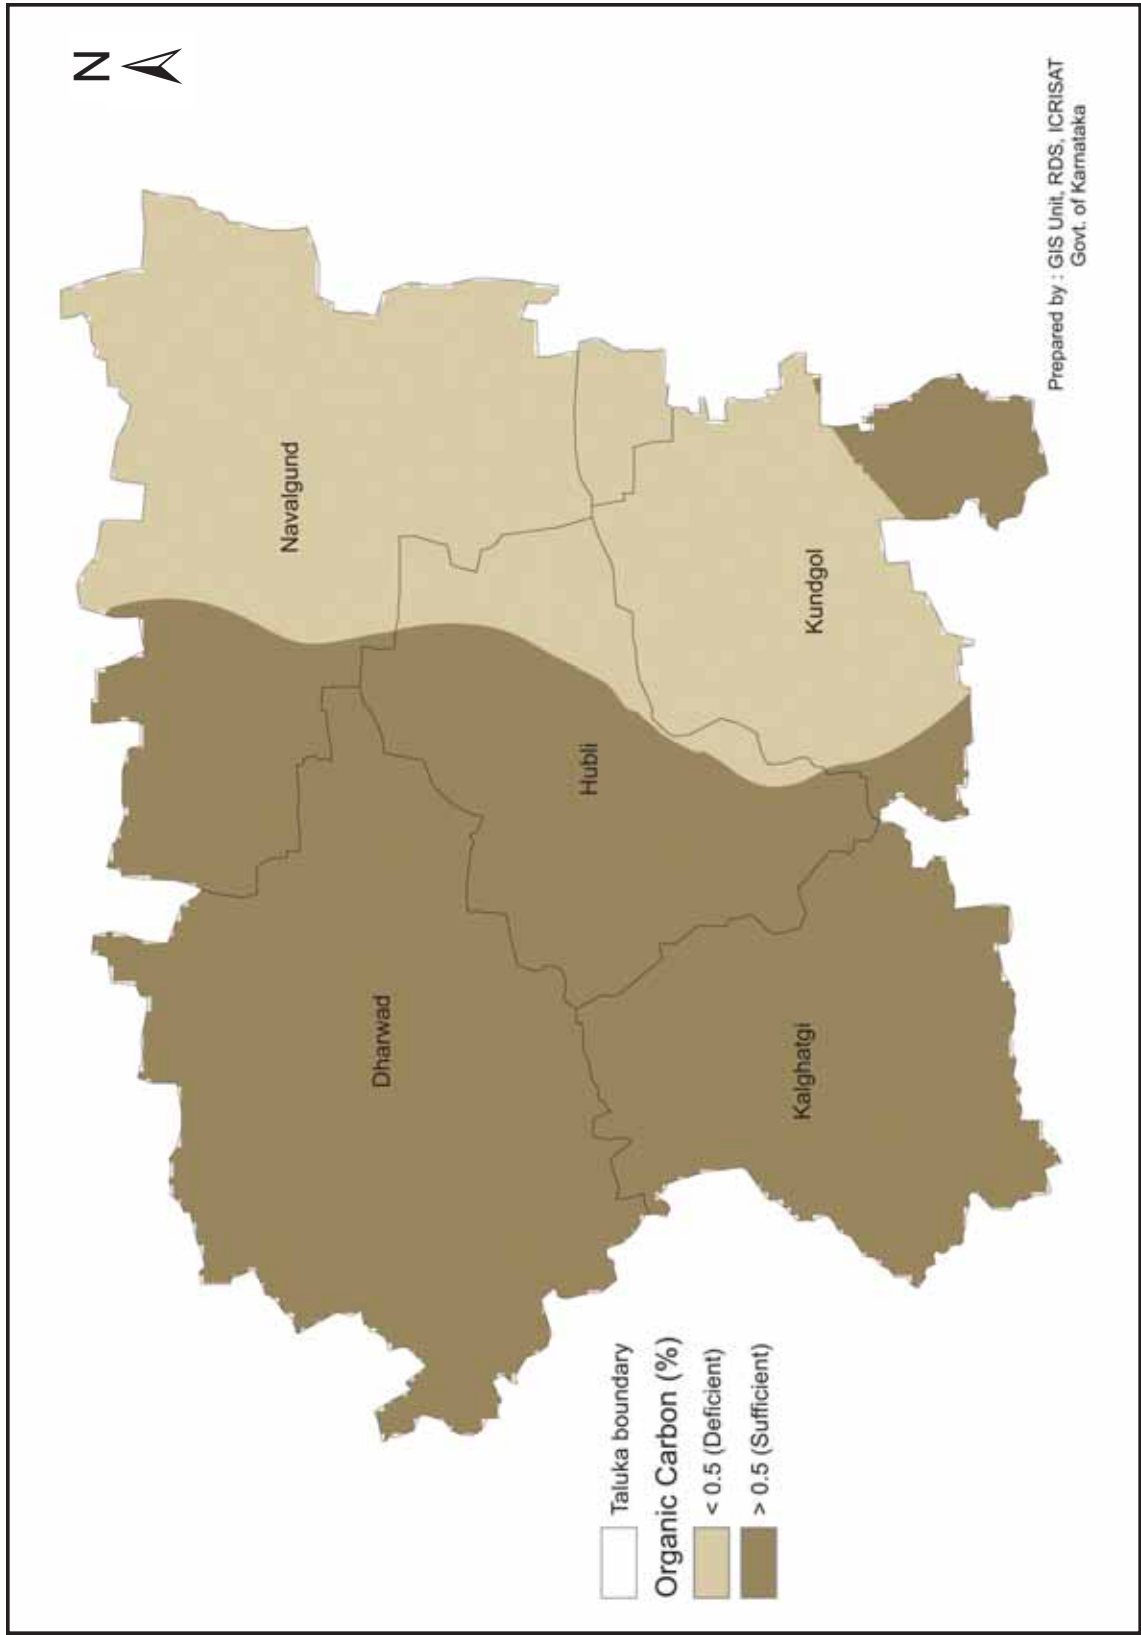 N
Navalgund
Dharwad
Hubli
Kundgol
Kalghatgi
Taluka boundary
Organic Carbon (%)
< 0.5 (Deficient)
> 0.5 (Sufficient)
Prepared by : GIS Unit, RDS, ICRISAT
Govt. of Karnataka